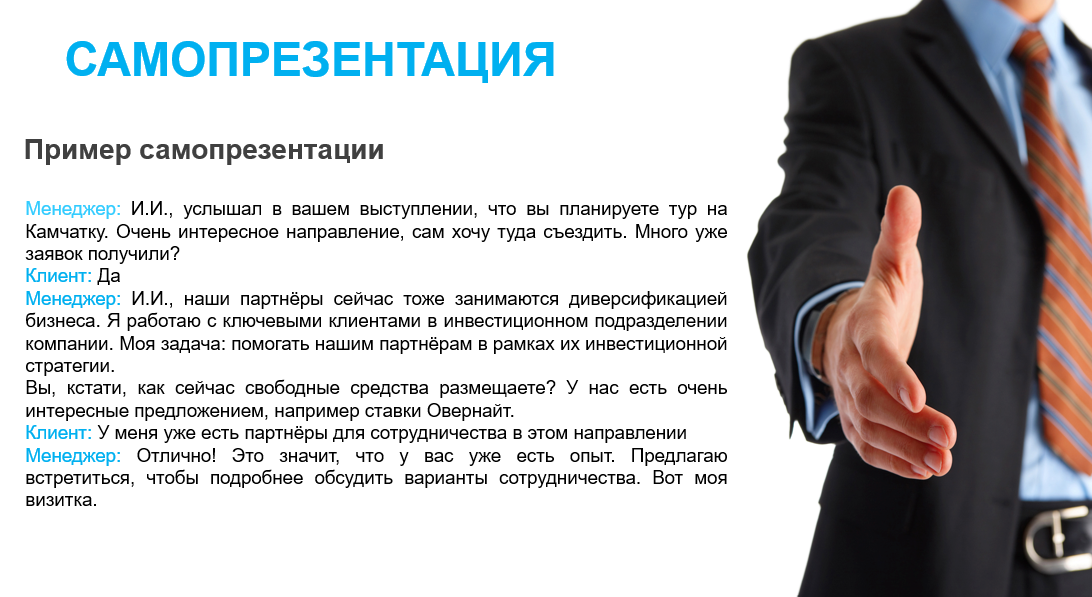 САМОПРЕЗЕНТАЦИЯ
Пример самопрезентации
Менеджер: И.И., услышал в вашем выступлении, что вы планируете тур на
Камчатку. Очень интересное направление, сам хочу туда съездить. Много уже
заявок получили?
Клиент: Да
Менеджер: И.И., наши партнёры сейчас тоже занимаются диверсификацией
бизнеса. Я работаю с ключевыми клиентами в инвестиционном подразделении
компании. Моя задача: помогать нашим партнёрам в рамках их инвестиционной
стратегии.
Вы, кстати, как сейчас свободные средства размещаете? У нас есть очень
интересные предложением, например ставки Овернайт.
Клиент: У меня уже есть партнёры для сотрудничества в этом направлении
Менеджер: Отлично! Это значит, что у вас уже есть опыт. Предлагаю
встретиться, чтобы подробнее обсудить варианты сотрудничества. Вот моя
визитка.